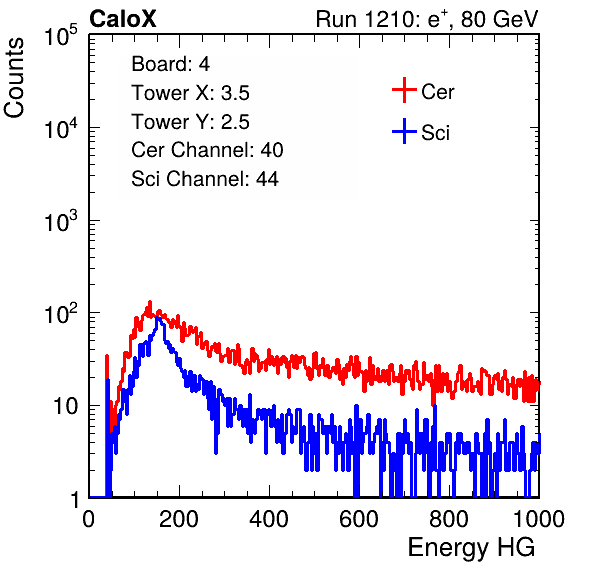 CaloX Run 1210: e⁺, 80 GeV
Counts
Board: 4
Tower X: 3.5
Tower Y: 2.5
Cer Channel: 40
Sci Channel: 44
Cer
Sci
10⁵
10⁴
10³
10²
10
1
0 200 400 600 800 1000
Energy HG